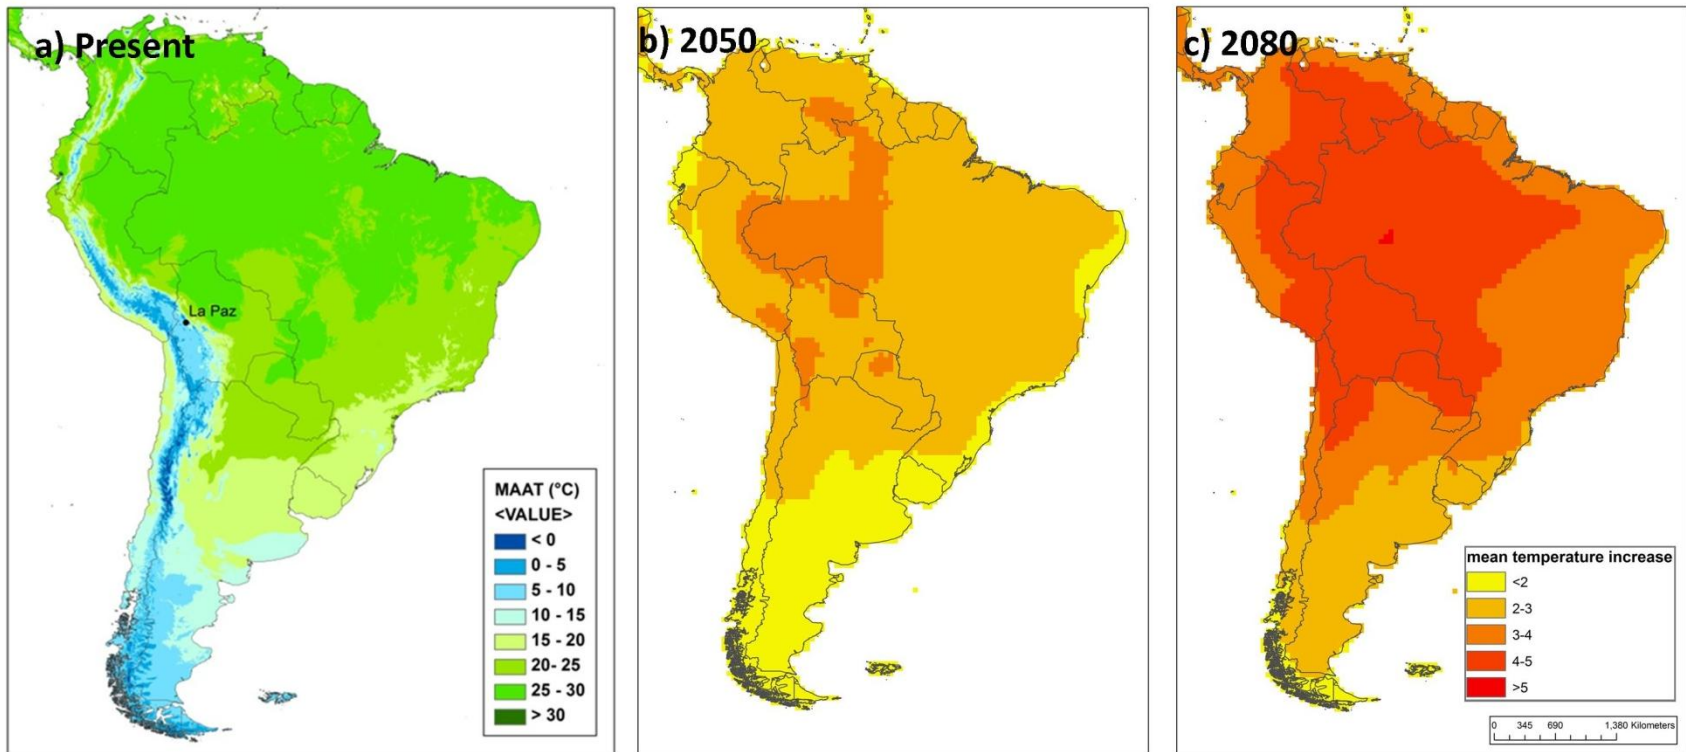 a) Present
b) 2050
c) 2080
La Paz
MAAT (°C)
<VALUE>
< 0
0 - 5
5 - 10
10 - 15
15 - 20
20- 25
25 - 30
> 30
mean temperature increase
<2
2-3
3-4
4-5
>5
0 345 690 1,380 Kilometers